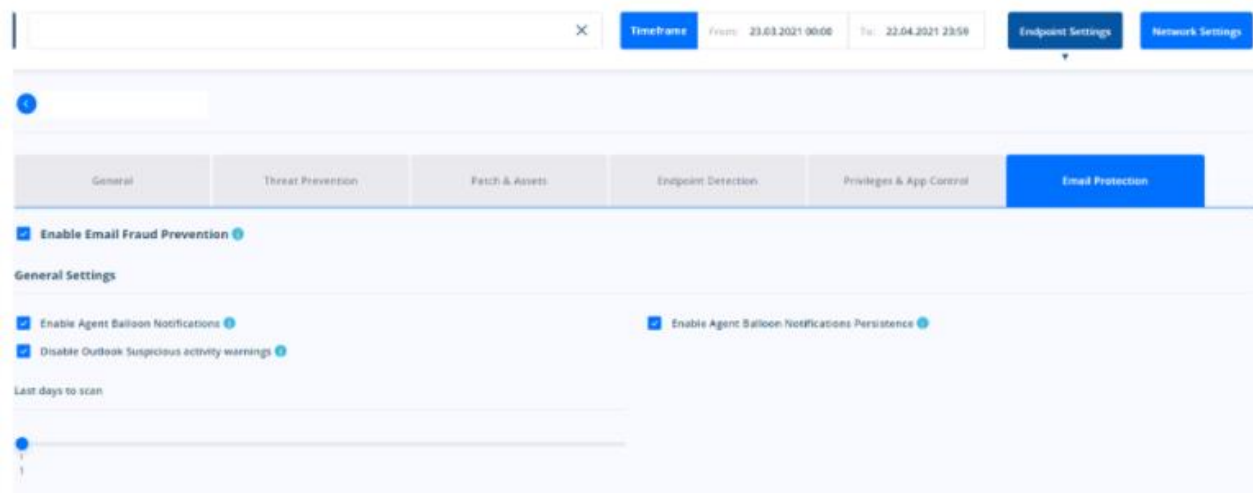 Timeframe From: 23.03.2021 00:00 To: 22.04.2021 23:59 Endpoint Settings Network Settings
General Threat Prevention Patch & Assets Endpoint Detection Privileges & App Control Email Protection
Enable Email Fraud Prevention
General Settings
Enable Agent Balloon Notifications Enable Agent Balloon Notifications Persistence
Disable Outlook Suspicious activity warnings
Last days to scan
1
1